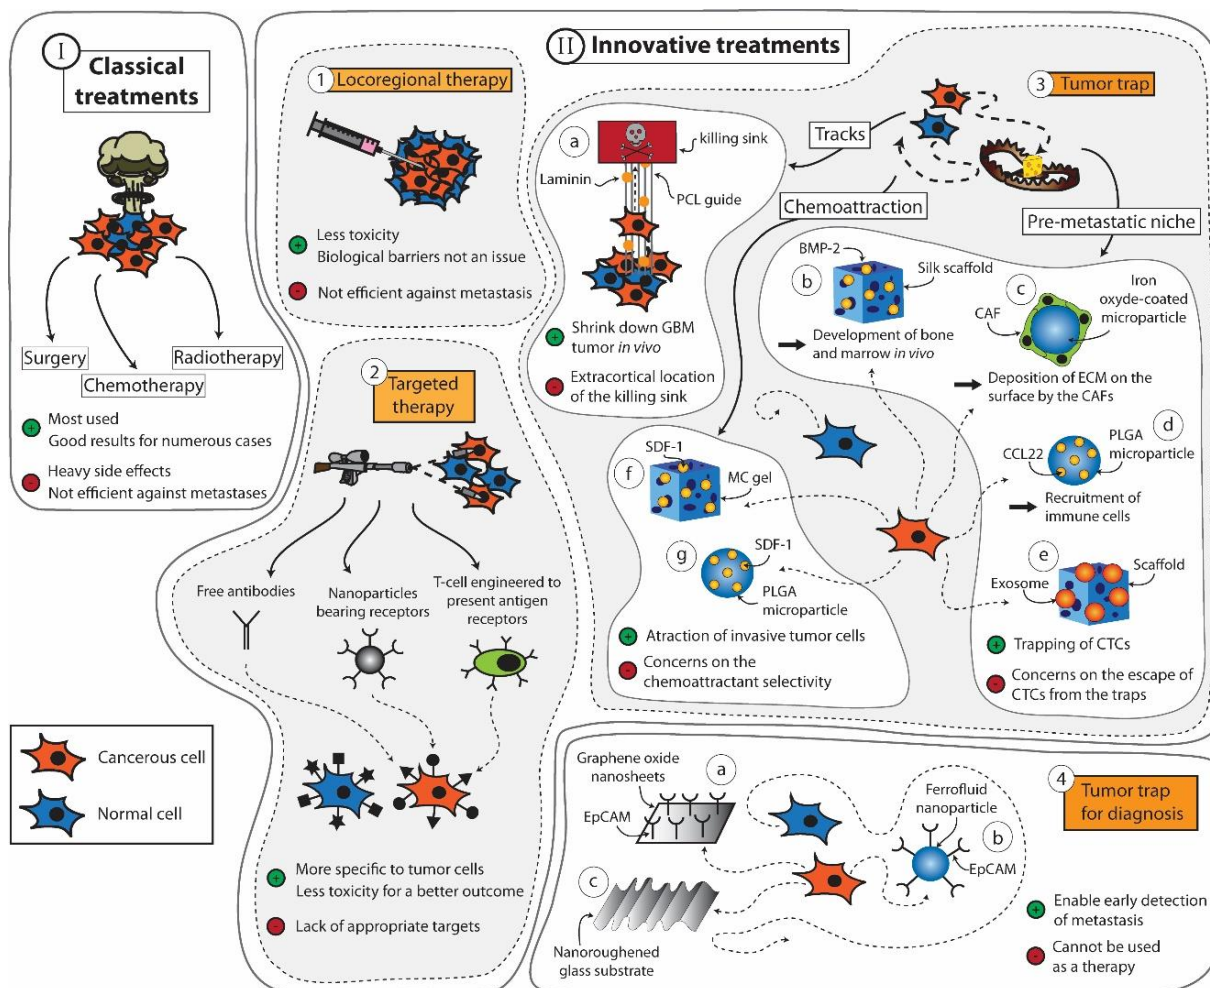 I
Classical
treatments
Surgery
Radiotherapy
Chemotherapy
+ Most used
Good results for numerous cases
- Heavy side effects
Not efficient against metastases
Cancerous cell
Normal cell
II Innovative treatments
1 Locoregional therapy
+ Less toxicity
Biological barriers not an issue
- Not efficient against metastasis
2 Targeted
therapy
Free antibodies
Nanoparticles
bearing receptors
T-cell engineered to
present antigen
receptors
+ More specific to tumor cells
Less toxicity for a better outcome
- Lack of appropriate targets
3 Tumor trap
Tracks
Chemoattraction
Pre-metastatic niche
a
killing sink
Laminin
PCL guide
+ Shrink down GBM
tumor in vivo
- Extracortical location
of the killing sink
b
BMP-2
Silk scaffold
Development of bone
and marrow in vivo
c
CAF
Iron
oxyde-coated
microparticle
Deposition of ECM on the
surface by the CAFs
d
CCL22
PLGA
microparticle
Recruitment of
immune cells
e
Exosome
Scaffold
+ Trapping of CTCs
- Concerns on the escape of
CTCs from the traps
f
SDF-1
MC gel
g
SDF-1
PLGA
microparticle
+ Atraction of invasive tumor cells
- Concerns on the
chemoattractant selectivity
4 Tumor trap
for diagnosis
a
Graphene oxide
nanosheets
EpCAM
b
Ferrofluid
nanoparticle
EpCAM
c
Nanoroughened
glass substrate
+ Enable early detection
of metastasis
- Cannot be used
as a therapy